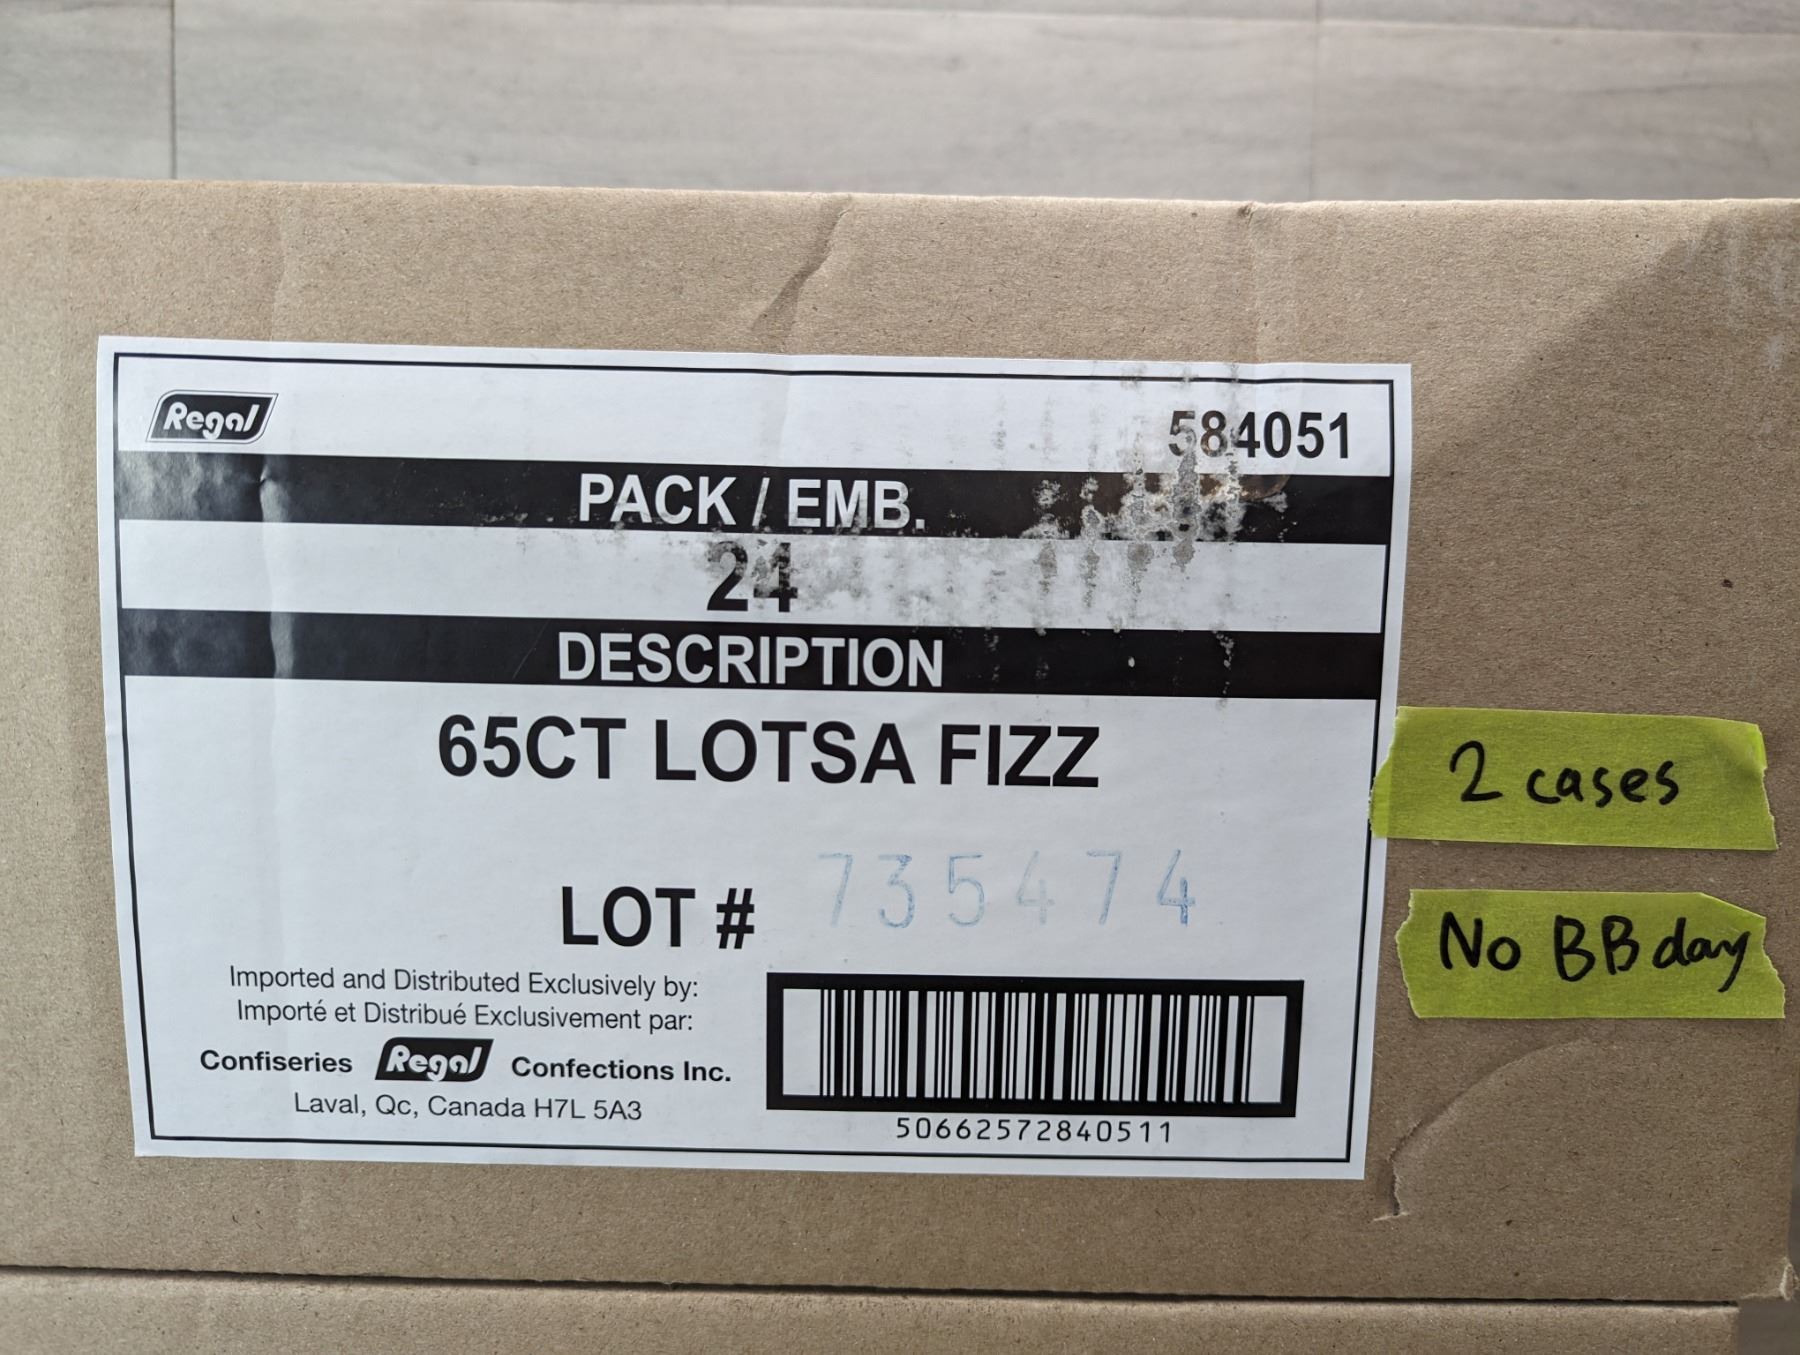 Regal
584051
PACK / EMB.
24
DESCRIPTION
65CT LOTSA FIZZ
2 cases
LOT # 735474
No BB day
Imported and Distributed Exclusively by:
Importé et Distribué Exclusivement par:
Confiseries Regal Confections Inc.
Laval, Qc, Canada H7L 5A3
50662572840511